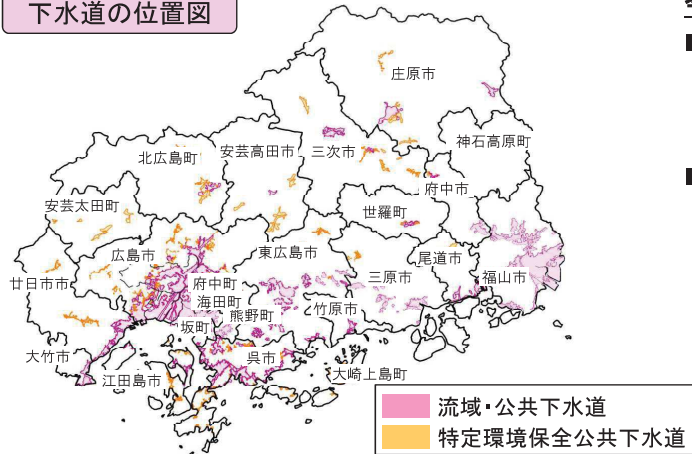 下水道の位置図
庄原市
神石高原町
北広島町
安芸高田市
三次市
府中市
安芸太田町
世羅町
広島市
東広島市
尾道市
廿日市市
府中町
三原市
福山市
海田町
熊野町
竹原市
坂町
大竹市
呉市
江田島市
大崎上島町
流域・公共下水道
特定環境保全公共下水道